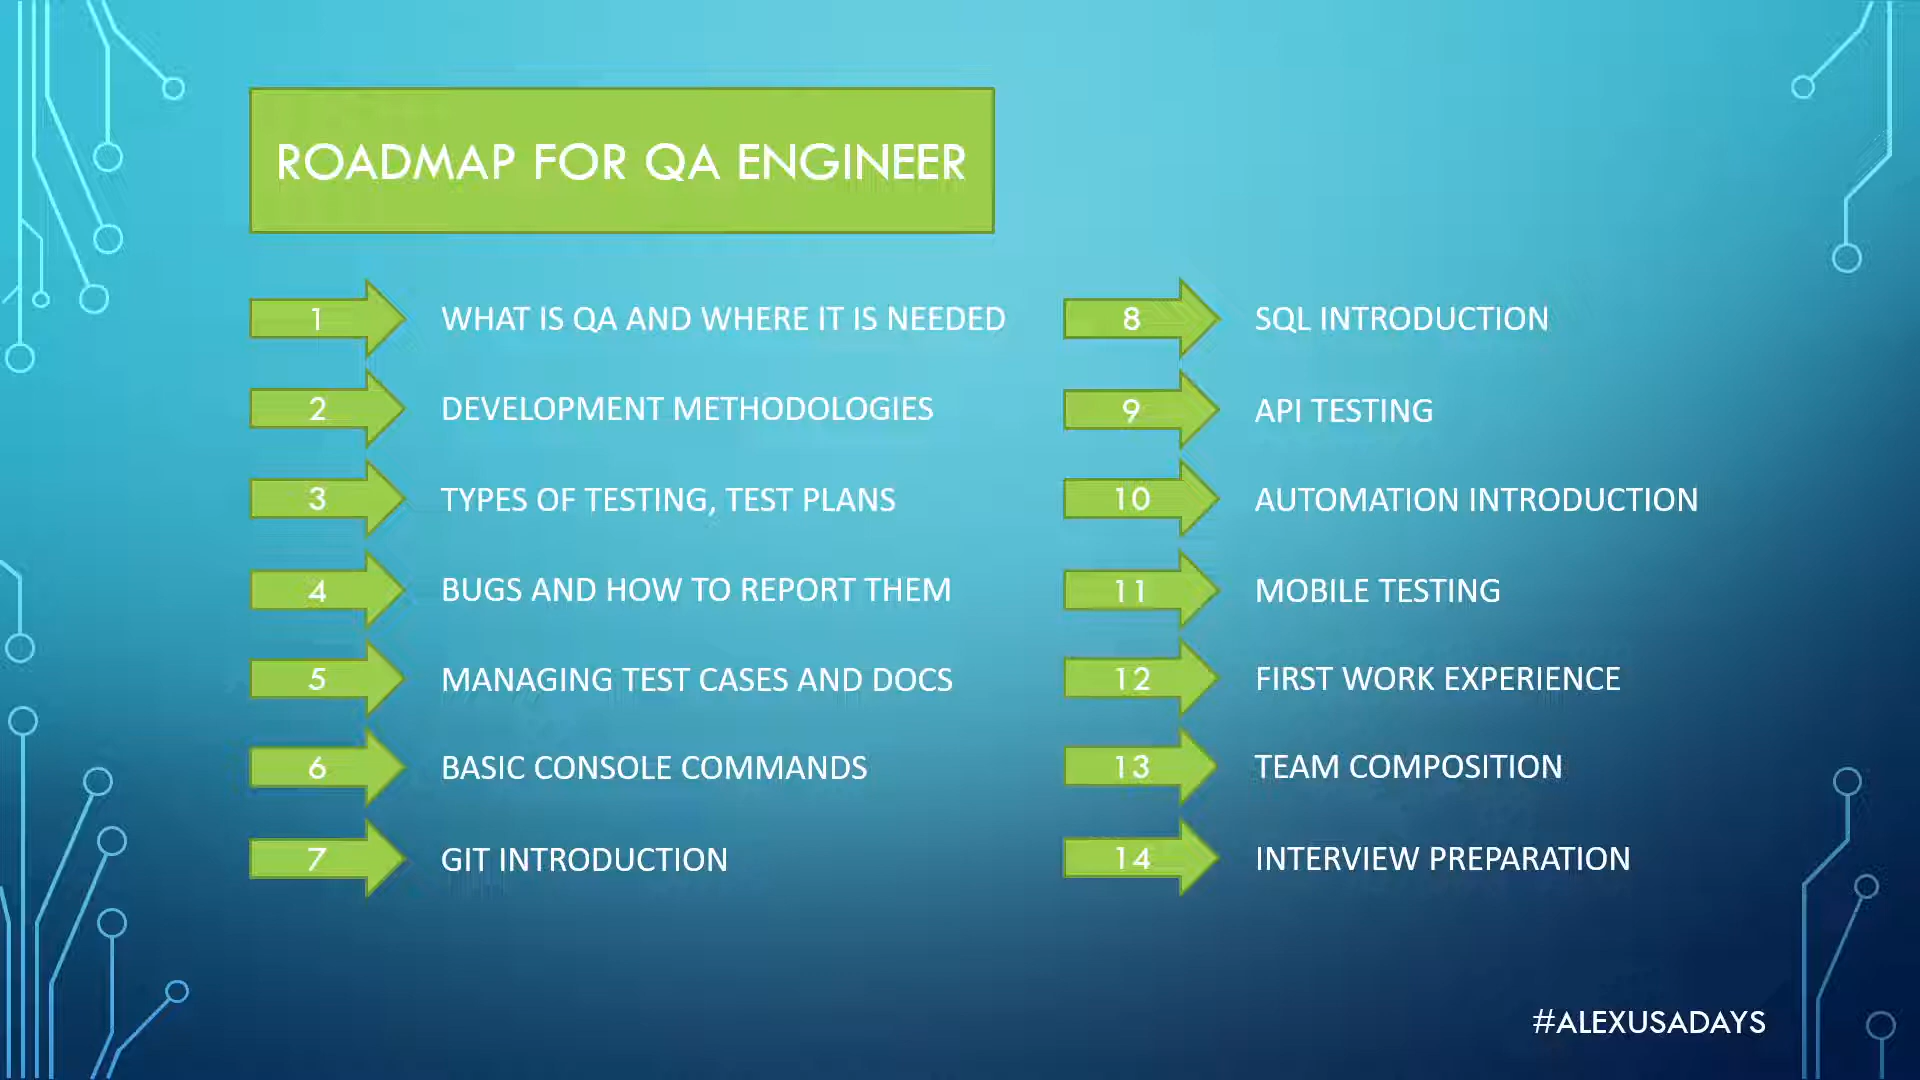 ROADMAP FOR QA ENGINEER
1 WHAT IS QA AND WHERE IT IS NEEDED
2 DEVELOPMENT METHODOLOGIES
3 TYPES OF TESTING, TEST PLANS
4 BUGS AND HOW TO REPORT THEM
5 MANAGING TEST CASES AND DOCS
6 BASIC CONSOLE COMMANDS
7 GIT INTRODUCTION
8 SQL INTRODUCTION
9 API TESTING
10 AUTOMATION INTRODUCTION
11 MOBILE TESTING
12 FIRST WORK EXPERIENCE
13 TEAM COMPOSITION
14 INTERVIEW PREPARATION
#ALEXUSADAYS